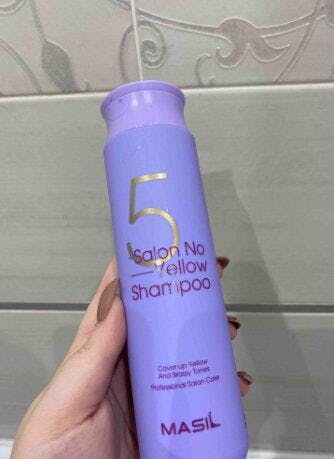 5
Salon No
Yellow
Shampoo
Cover up Yellow
And Brassy Tones
Professional Salon Care
MASIL